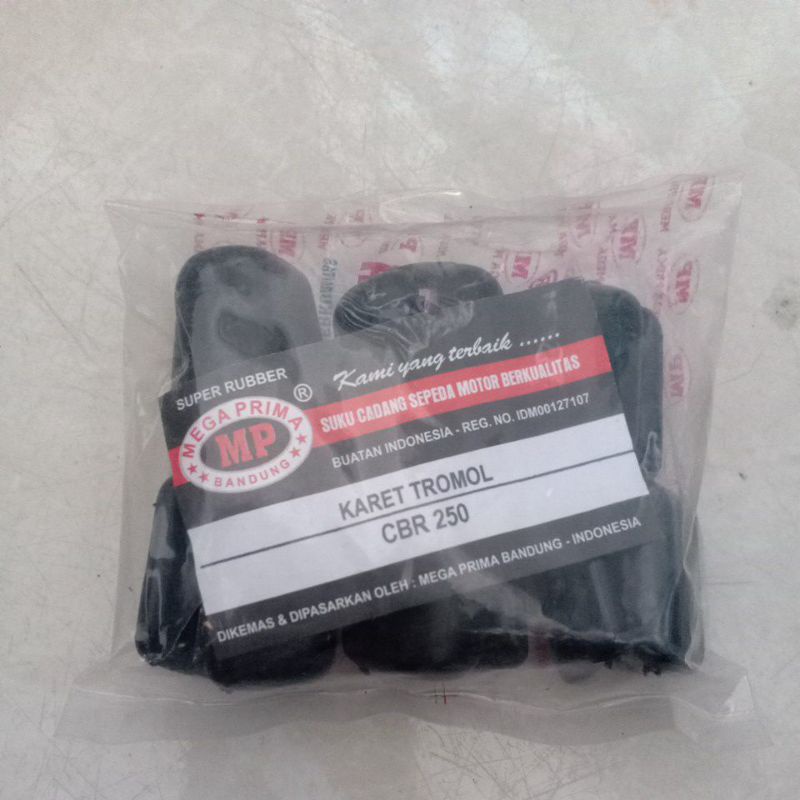 SUPER RUBBER
MEGA PRIMA ®
MP
BANDUNG
Kami yang terbaik ......
SUKU CADANG SEPEDA MOTOR BERKUALITAS
BUATAN INDONESIA - REG. NO. IDM00127107
KARET TROMOL
CBR 250
DIKEMAS & DIPASARKAN OLEH : MEGA PRIMA BANDUNG - INDONESIA